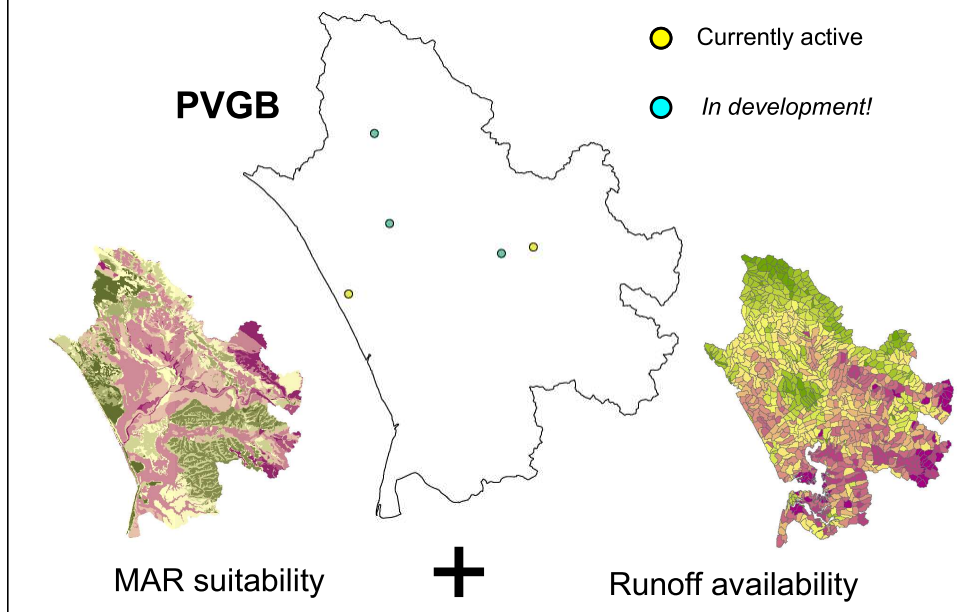 Currently active
PVGB
In development!
MAR suitability
+
Runoff availability